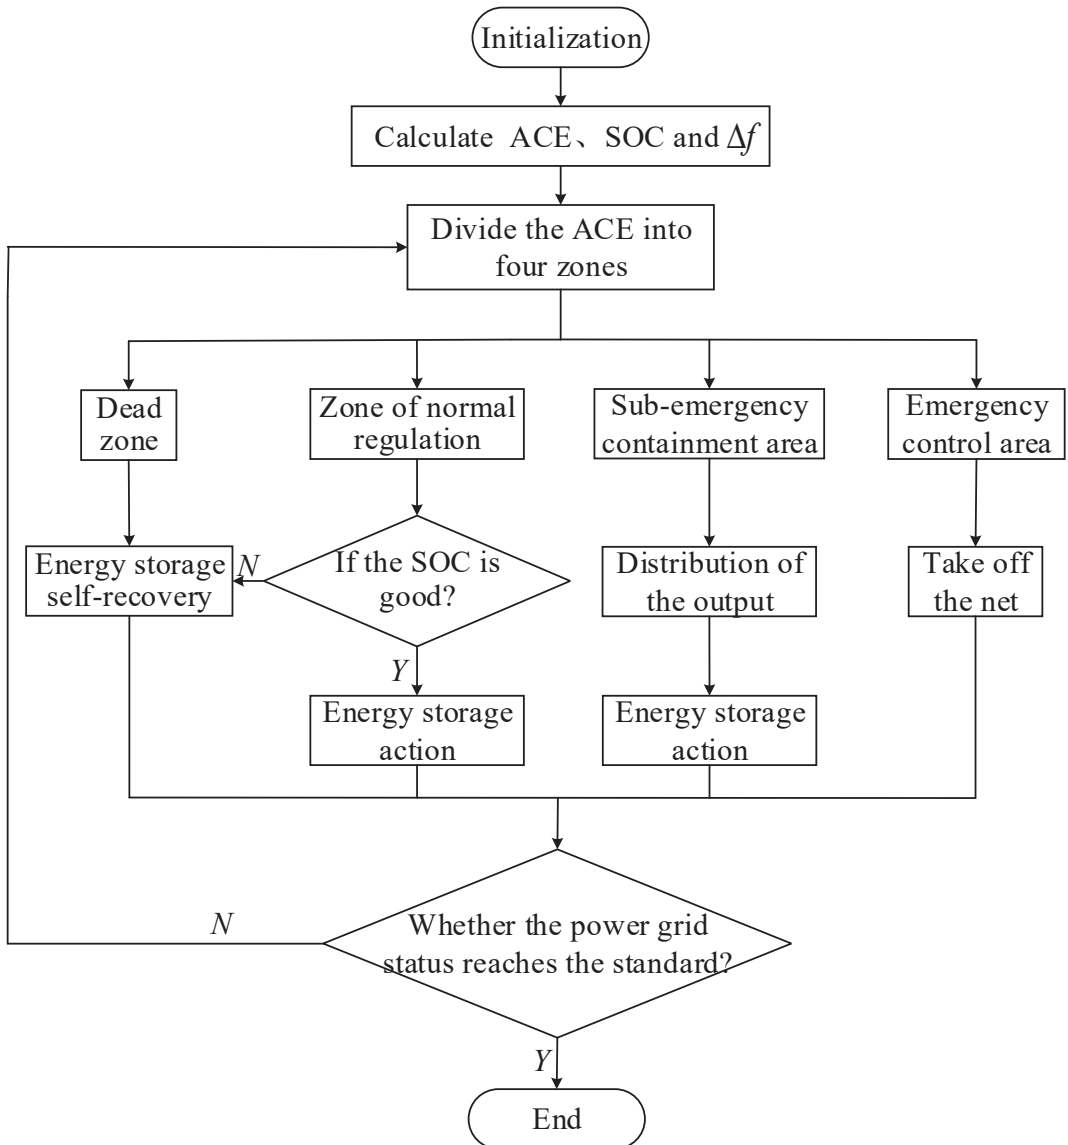 Initialization
Calculate ACE、SOC and Δf
Divide the ACE into
four zones
Dead
zone
Zone of normal
regulation
Sub-emergency
containment area
Emergency
control area
Energy storage
self-recovery
N
If the SOC is
good?
Distribution of
the output
Take off
the net
Y
Energy storage
action
Energy storage
action
N
Whether the power grid
status reaches the standard?
Y
End